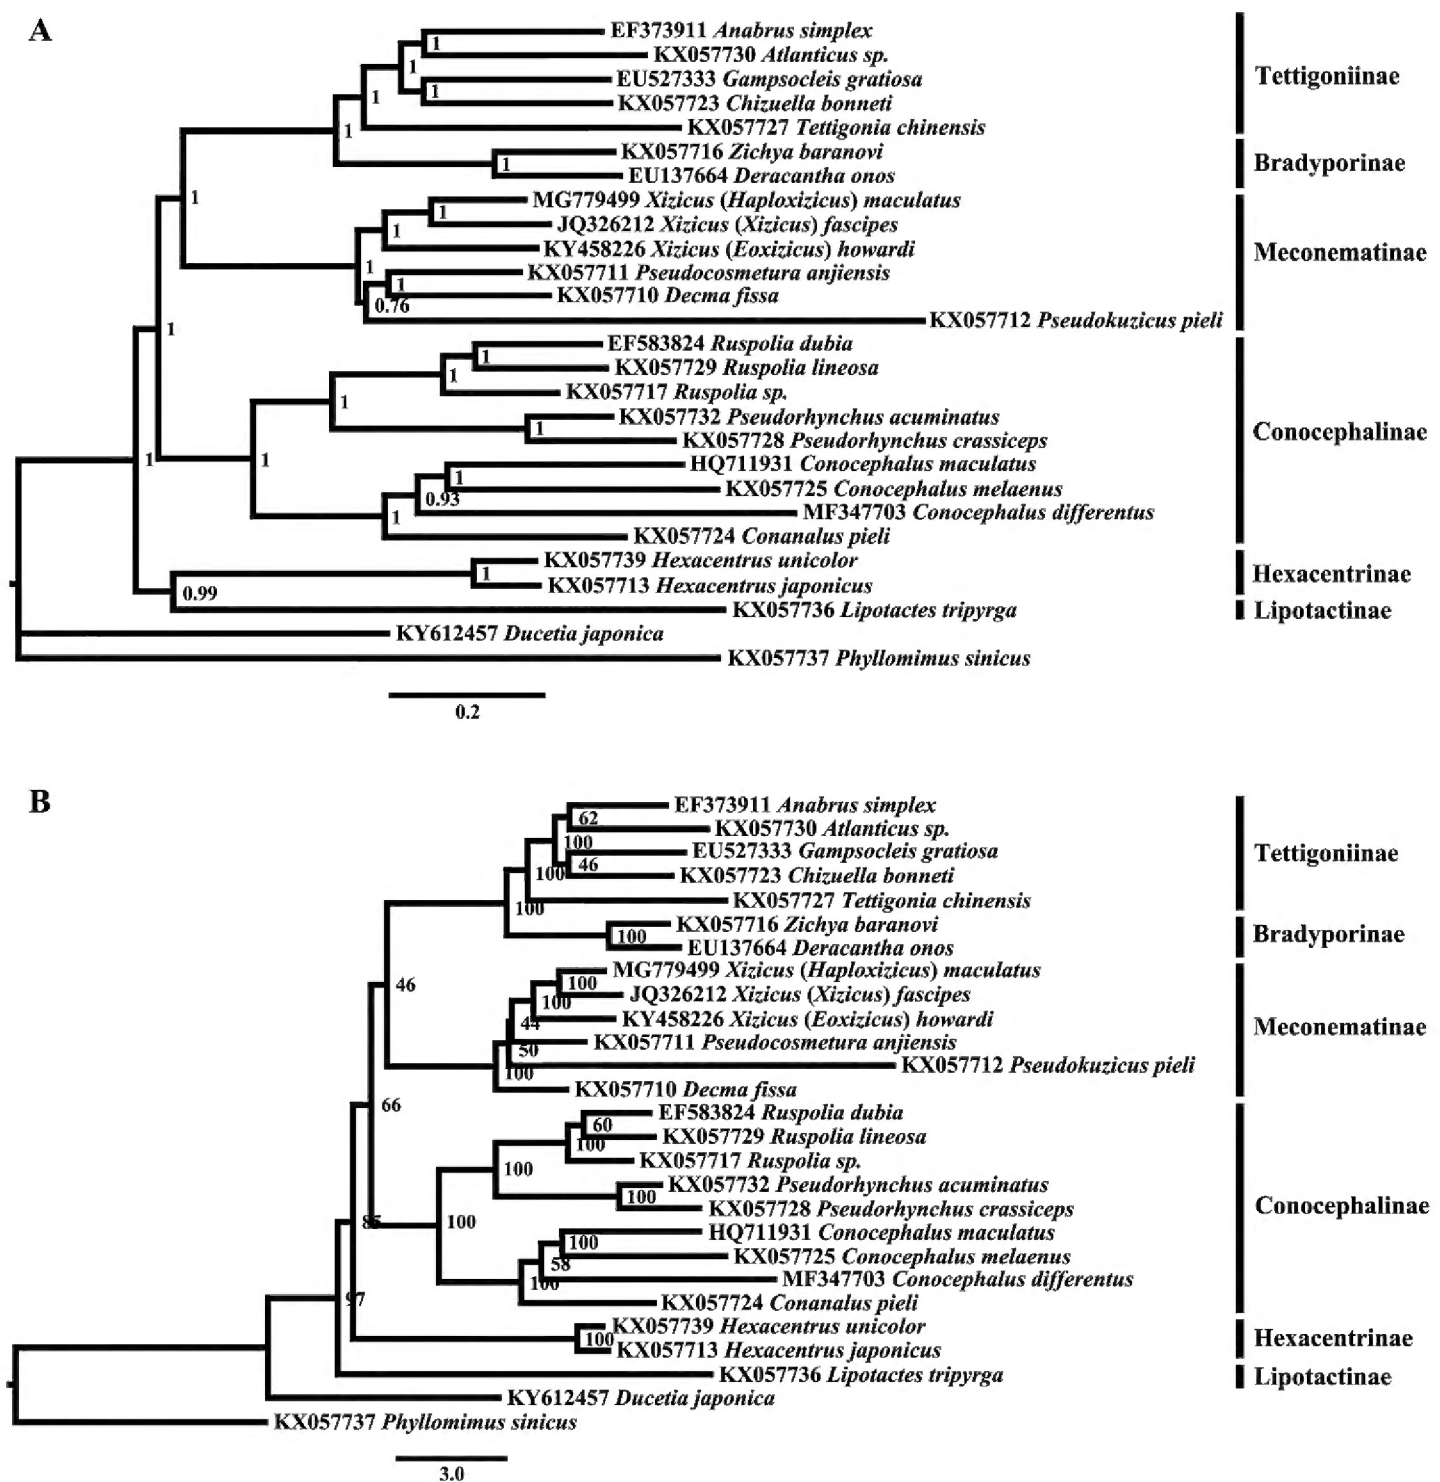 A
EF373911 Anabrus simplex
1
KX057730 Atlanticus sp.
1
Tettigoniinae
EU527333 Gampsocleis gratiosa
1
1
KX057723 Chizuella bonneti
1
KX057727 Tettigonia chinensis
KX057716 Zichya baranovi
1
Bradyporinae
EU137664 Deracantha onos
1
MG779499 Xizicus (Haploxizicus) maculatus
1
JQ326212 Xizicus (Xizicus) fascipes
1
KY458226 Xizicus (Eoxizicus) howardi
Meconematinae
1
KX057711 Pseudocosmetura anjiensis
1
KX057710 Decma fissa
0.76
KX057712 Pseudokuzicus pieli
1
EF583824 Ruspolia dubia
1
KX057729 Ruspolia lineosa
1
KX057717 Ruspolia sp.
1
KX057732 Pseudorhynchus acuminatus
1
Conocephalinae
KX057728 Pseudorhynchus crassiceps
1
1
HQ711931 Conocephalus maculatus
1
KX057725 Conocephalus melaenus
0.93
MF347703 Conocephalus differentus
1
KX057724 Conanalus pieli
KX057739 Hexacentrus unicolor
1
Hexacentrinae
KX057713 Hexacentrus japonicus
0.99
KX057736 Lipotactes tripyrga
Lipotactinae
KY612457 Ducetia japonica
KX057737 Phyllomimus sinicus
0.2
B
EF373911 Anabrus simplex
62
KX057730 Atlanticus sp.
100
EU527333 Gampsocleis gratiosa
Tettigoniinae
46
100
KX057723 Chizuella bonneti
KX057727 Tettigonia chinensis
100
KX057716 Zichya baranovi
100
Bradyporinae
EU137664 Deracantha onos
MG779499 Xizicus (Haploxizicus) maculatus
100
46
JQ326212 Xizicus (Xizicus) fascipes
100
KY458226 Xizicus (Eoxizicus) howardi
44
Meconematinae
KX057711 Pseudocosmetura anjiensis
50
KX057712 Pseudokuzicus pieli
100
KX057710 Decma fissa
66
EF583824 Ruspolia dubia
60
KX057729 Ruspolia lineosa
100
KX057717 Ruspolia sp.
100
KX057732 Pseudorhynchus acuminatus
100
KX057728 Pseudorhynchus crassiceps
Conocephalinae
85
100
HQ711931 Conocephalus maculatus
100
KX057725 Conocephalus melaenus
58
MF347703 Conocephalus differentus
100
KX057724 Conanalus pieli
97
KX057739 Hexacentrus unicolor
100
Hexacentrinae
KX057713 Hexacentrus japonicus
KX057736 Lipotactes tripyrga
Lipotactinae
KY612457 Ducetia japonica
KX057737 Phyllomimus sinicus
3.0